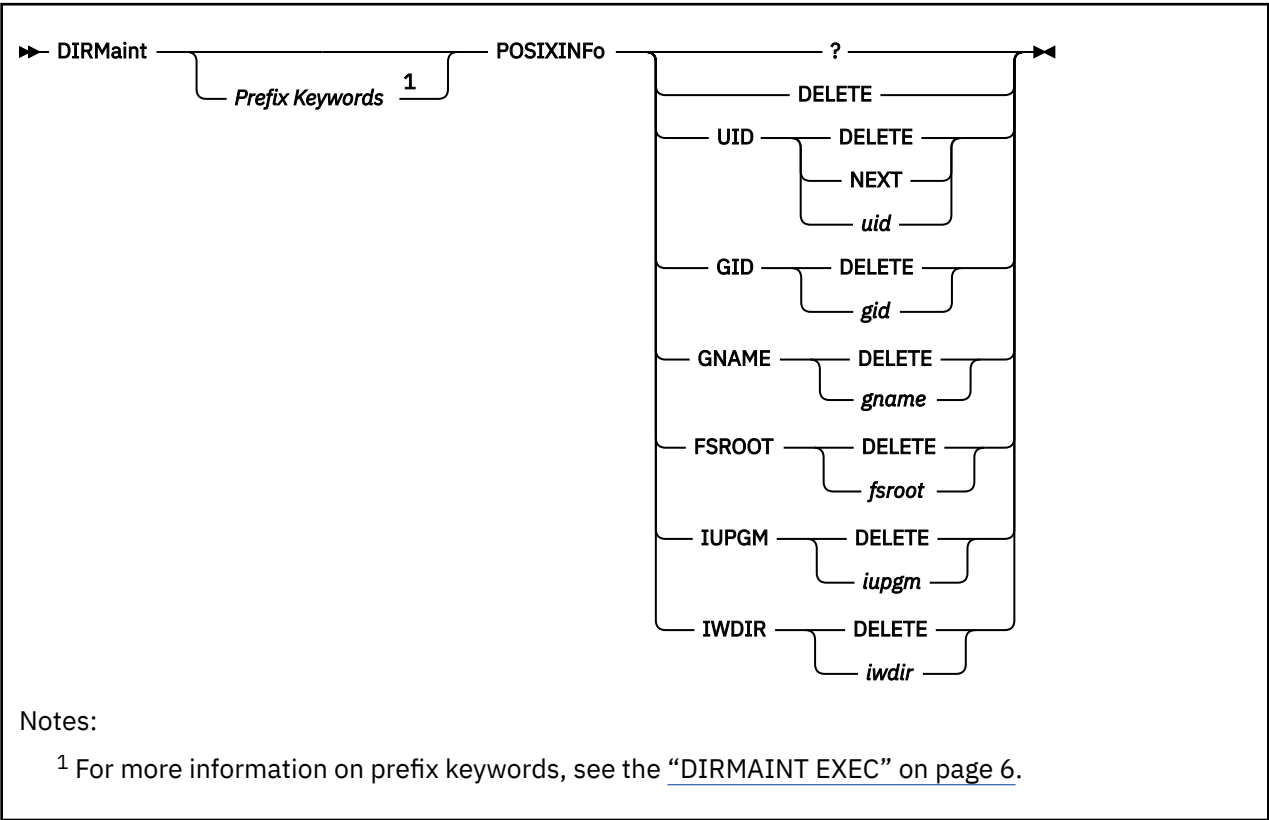 DIRMaint POSIXINFo ?
Prefix Keywords 1
DELETE
UID DELETE
NEXT
uid
GID DELETE
gid
GNAME DELETE
gname
FSROOT DELETE
fsroot
IUPGM DELETE
iupgm
IWDIR DELETE
iwdir
Notes:
1 For more information on prefix keywords, see the “DIRMAINT EXEC” on page 6.